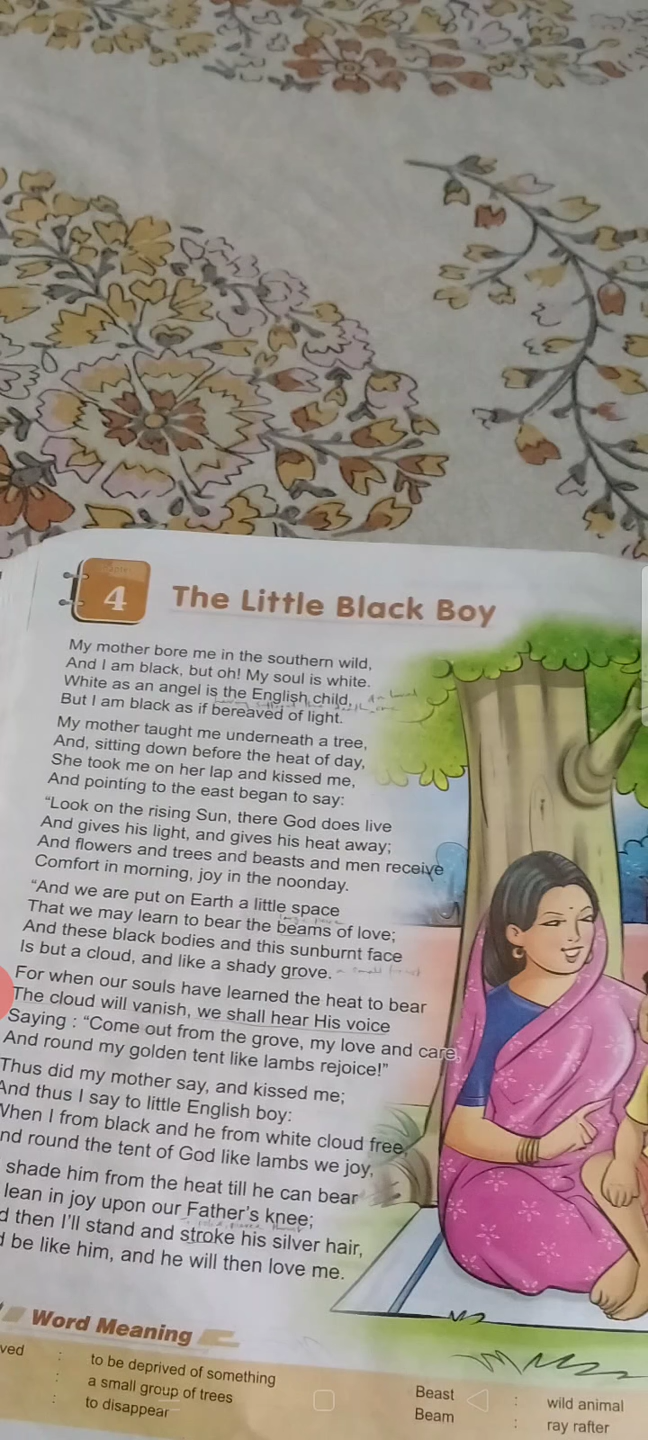 4
The Little Black Boy
My mother bore me in the southern wild,
And I am black, but oh! My soul is white.
White as an angel is the English child,
But I am black as if bereaved of light.
My mother taught me underneath a tree,
And, sitting down before the heat of day,
She took me on her lap and kissed me,
And pointing to the east began to say:
“Look on the rising Sun, there God does live
And gives his light, and gives his heat away;
And flowers and trees and beasts and men receive
Comfort in morning, joy in the noonday.
“And we are put on Earth a little space
That we may learn to bear the beams of love;
And these black bodies and this sunburnt face
Is but a cloud, and like a shady grove.
For when our souls have learned the heat to bear
The cloud will vanish, we shall hear His voice
Saying : “Come out from the grove, my love and care,
And round my golden tent like lambs rejoice!”
Thus did my mother say, and kissed me;
And thus I say to little English boy:
When I from black and he from white cloud free,
nd round the tent of God like lambs we joy,
shade him from the heat till he can bear
lean in joy upon our Father's knee;
d then I'll stand and stroke his silver hair,
d be like him, and he will then love me.
Word Meaning
ved : to be deprived of something
: a small group of trees
: to disappear
Beast : wild animal
Beam : ray rafter